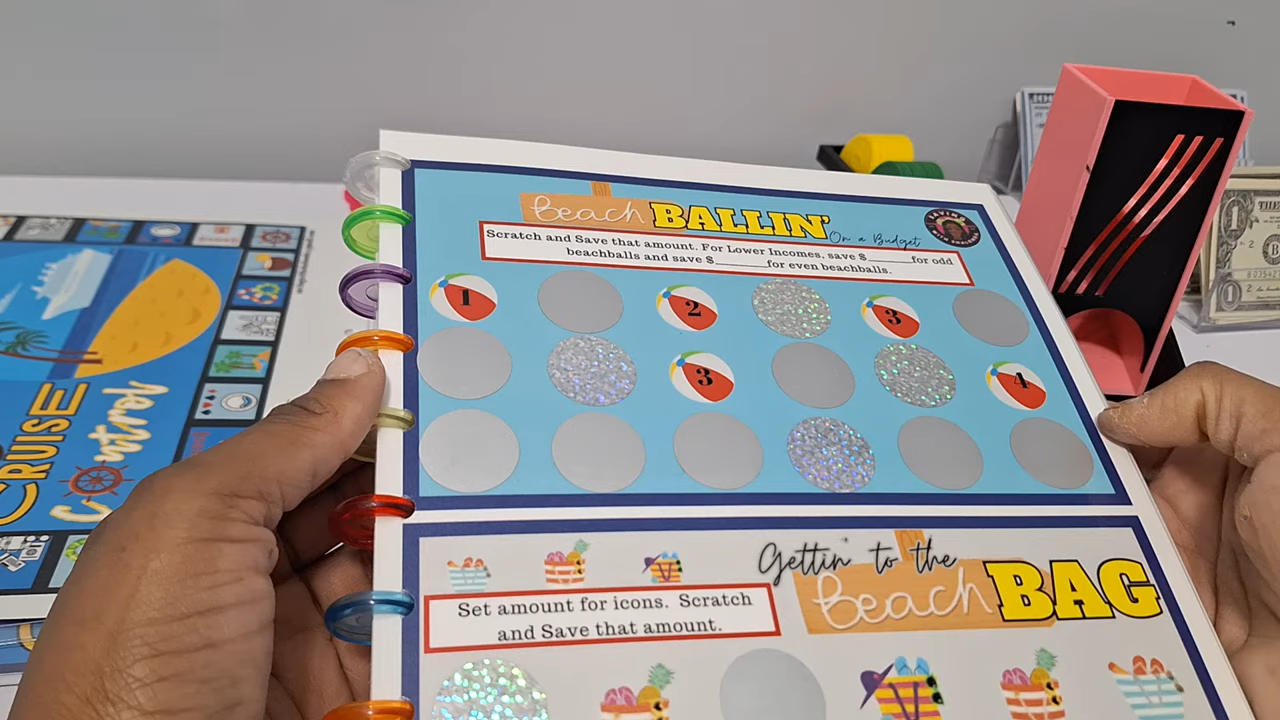 Beach BALLIN'
On a Budget
SAVING
Scratch and Save that amount. For Lower Incomes, save $______for odd
beachballs and save $______for even beachballs.
1
2
3
3
4
Gettin' to the
Beach BAG
Set amount for icons. Scratch
and Save that amount.
CRUISE